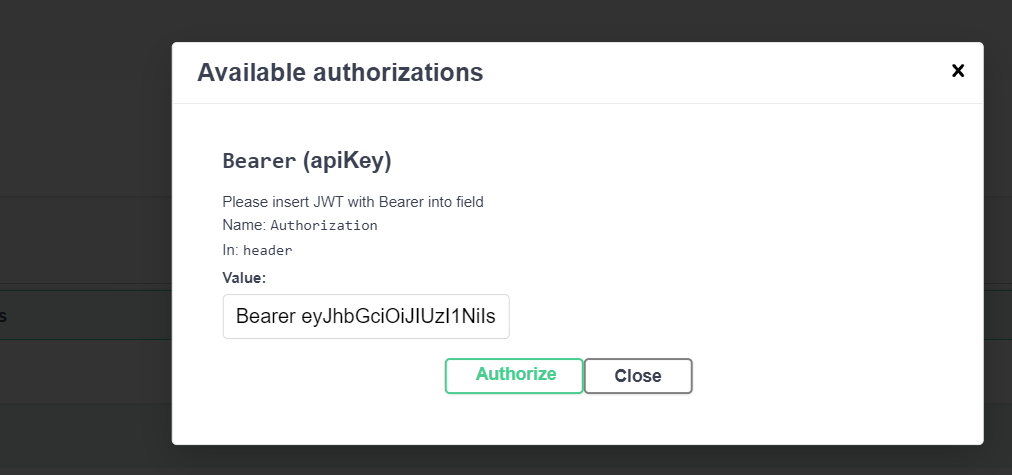 Available authorizations
x
Bearer (apiKey)
Please insert JWT with Bearer into field
Name: Authorization
In: header
Value:
Bearer eyJhbGciOiJIUzI1NiIs
Authorize Close
s